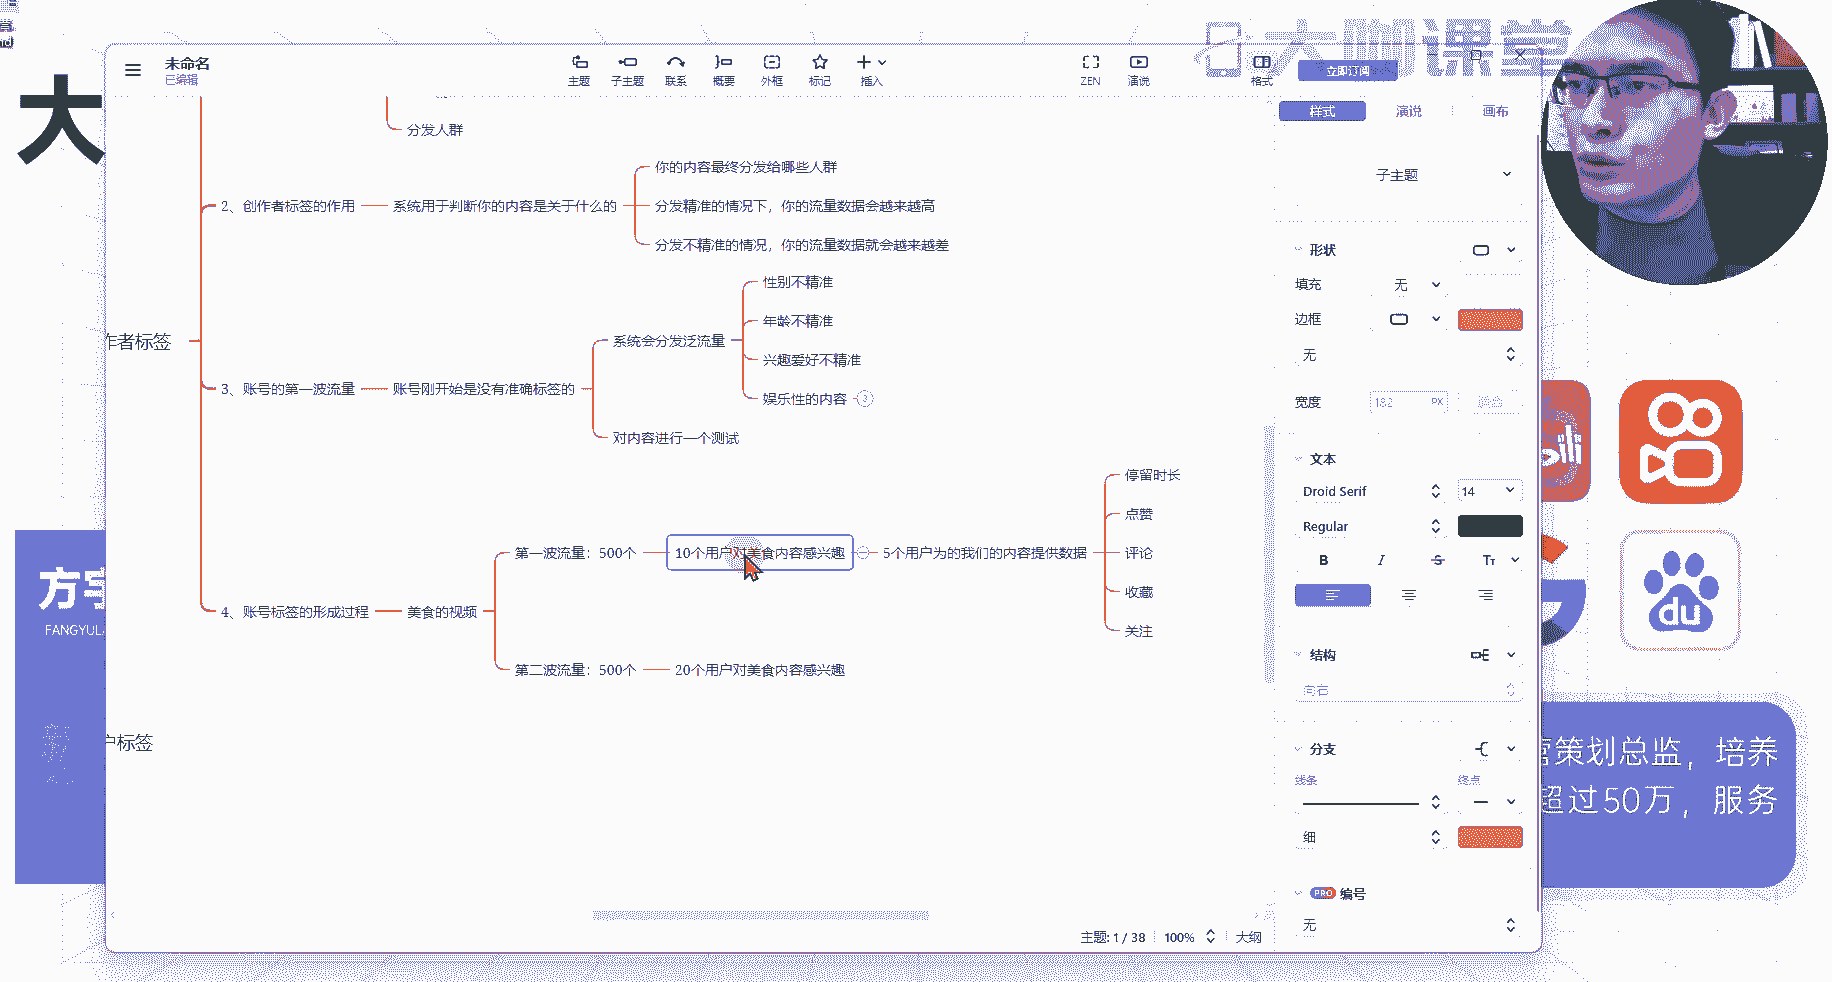 大聊课堂
大
未命名
已编辑
主题
子主题
联系
概要
外框
标记
插入
ZEN
演说
格式
立即订阅
样式
演说
画布
分发人群
你的内容最终分发给哪些人群
2、创作者标签的作用
系统用于判断你的内容是关于什么的
分发精准的情况下，你的流量数据会越来越高
分发不精准的情况，你的流量数据就会越来越差
性别不精准
年龄不精准
作者标签
系统会分发泛流量
兴趣爱好不精准
3、账号的第一波流量
账号刚开始是没有准确标签的
娱乐性的内容
3
对内容进行一个测试
停留时长
点赞
第一波流量：500个
10个用户对美食内容感兴趣
5个用户为的我们的内容提供数据
评论
收藏
4、账号标签的形成过程
美食的视频
关注
第二波流量：500个
20个用户对美食内容感兴趣
户标签
子主题
形状
填充
无
边框
无
宽度
182
PX
文本
Droid Serif
14
Regular
B
I
S
Tт
结构
向右
分支
线条
终点
细
PRO
编号
无
主题: 1 / 38
100%
大纲
方宇
FANGYUL
du
营策划总监，培养
超过50万，服务